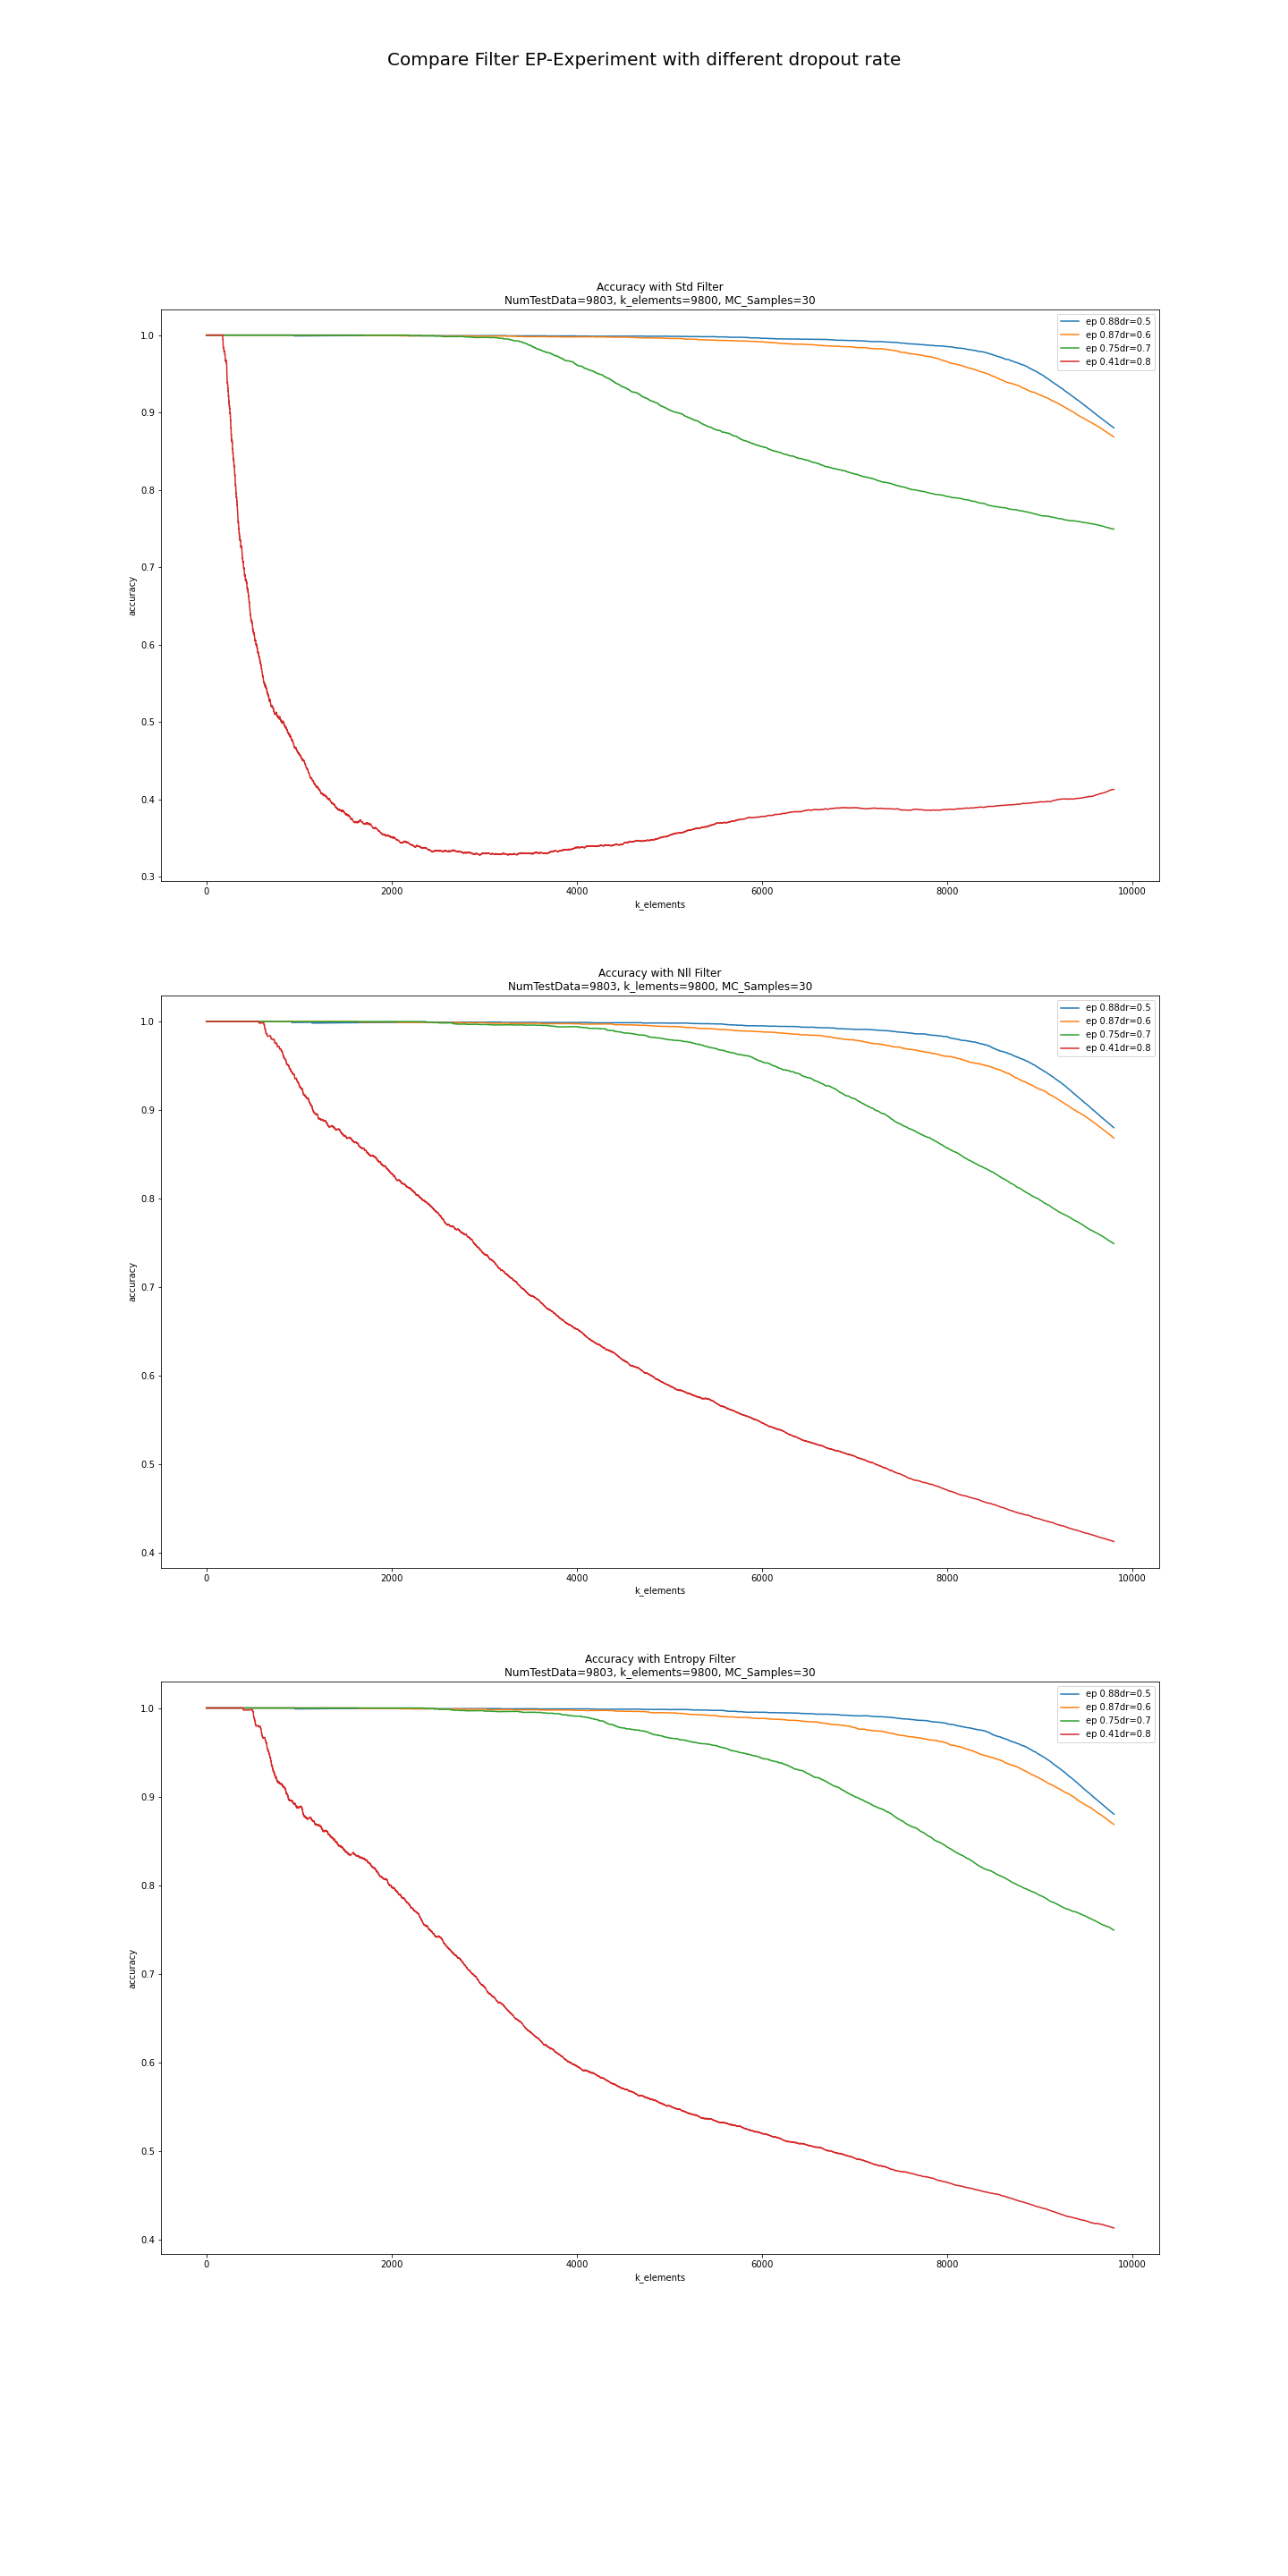 Compare Filter EP-Experiment with different dropout rate
Accuracy with Std Filter
NumTestData=9803, k_elements=9800, MC_Samples=30
ep 0.88dr=0.5
ep 0.87dr=0.6
ep 0.75dr=0.7
ep 0.41dr=0.8
1.0
0.9
0.8
0.7
0.6
0.5
0.4
0.3
accuracy
0 2000 4000 6000 8000 10000
k_elements
Accuracy with Nll Filter
NumTestData=9803, k_lements=9800, MC_Samples=30
ep 0.88dr=0.5
ep 0.87dr=0.6
ep 0.75dr=0.7
ep 0.41dr=0.8
1.0
0.9
0.8
0.7
0.6
0.5
0.4
accuracy
0 2000 4000 6000 8000 10000
k_elements
Accuracy with Entropy Filter
NumTestData=9803, k_elements=9800, MC_Samples=30
ep 0.88dr=0.5
ep 0.87dr=0.6
ep 0.75dr=0.7
ep 0.41dr=0.8
1.0
0.9
0.8
0.7
0.6
0.5
0.4
accuracy
0 2000 4000 6000 8000 10000
k_elements